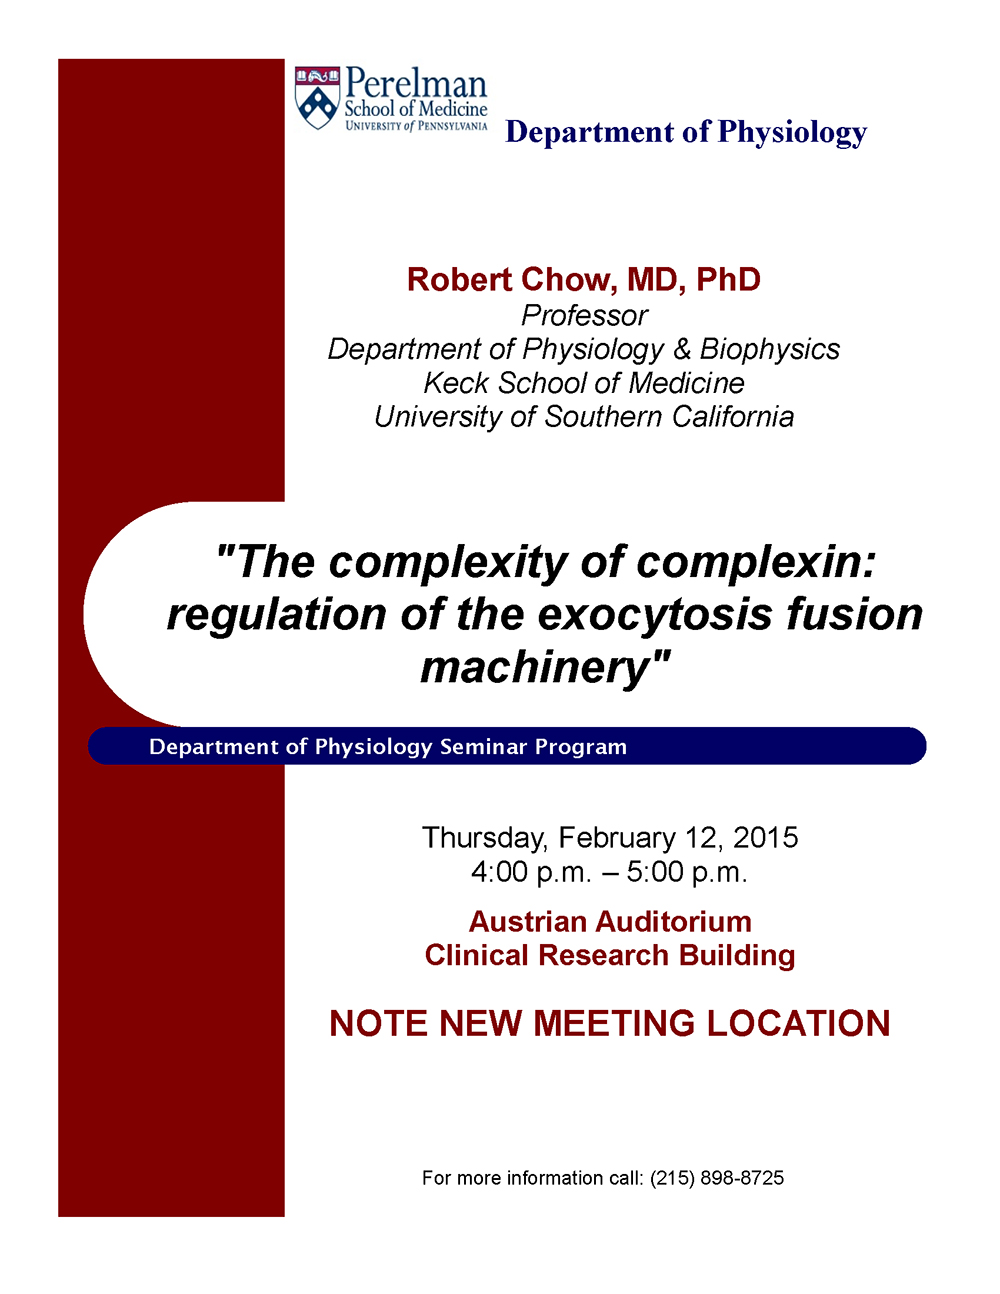 Perelman
School of Medicine
UNIVERSITY of PENNSYLVANIA
Department of Physiology
Robert Chow, MD, PhD
Professor
Department of Physiology & Biophysics
Keck School of Medicine
University of Southern California
"The complexity of complexin:
regulation of the exocytosis fusion
machinery"
Department of Physiology Seminar Program
Thursday, February 12, 2015
4:00 p.m. – 5:00 p.m.
Austrian Auditorium
Clinical Research Building
NOTE NEW MEETING LOCATION
For more information call: (215) 898-8725